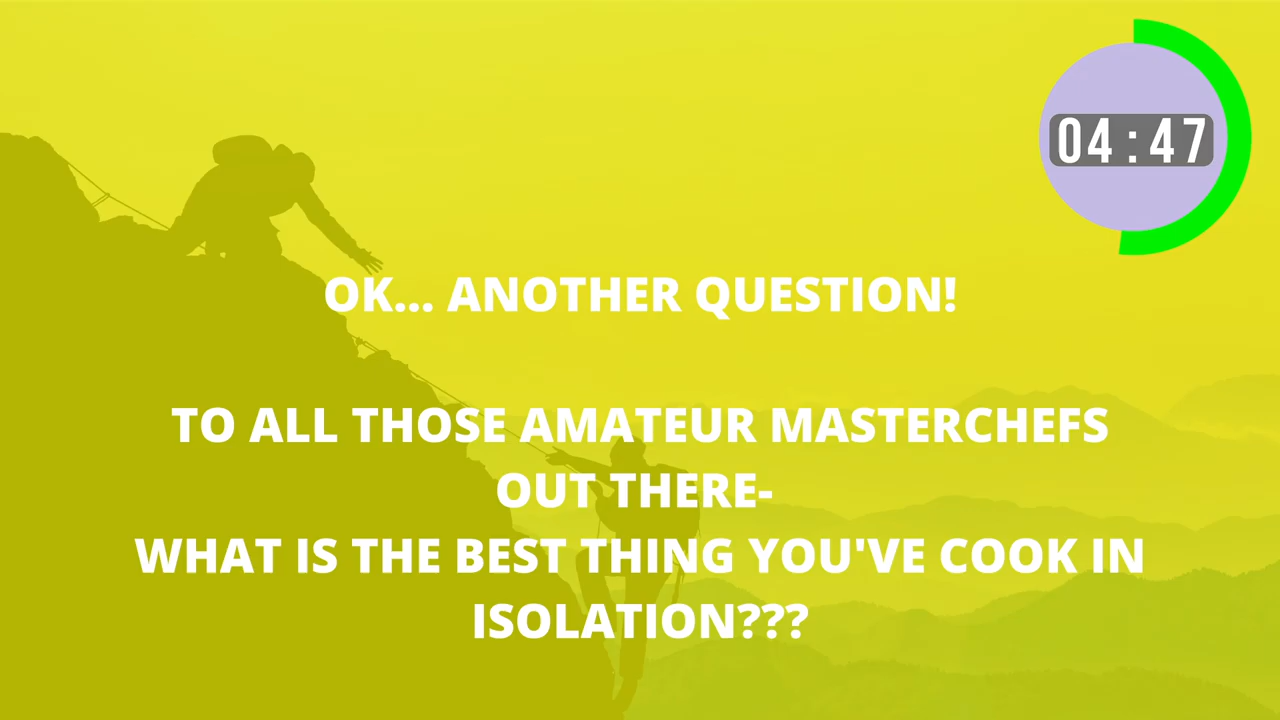 04:47
OK... ANOTHER QUESTION!
TO ALL THOSE AMATEUR MASTERCHEFS
OUT THERE-
WHAT IS THE BEST THING YOU'VE COOK IN
ISOLATION???